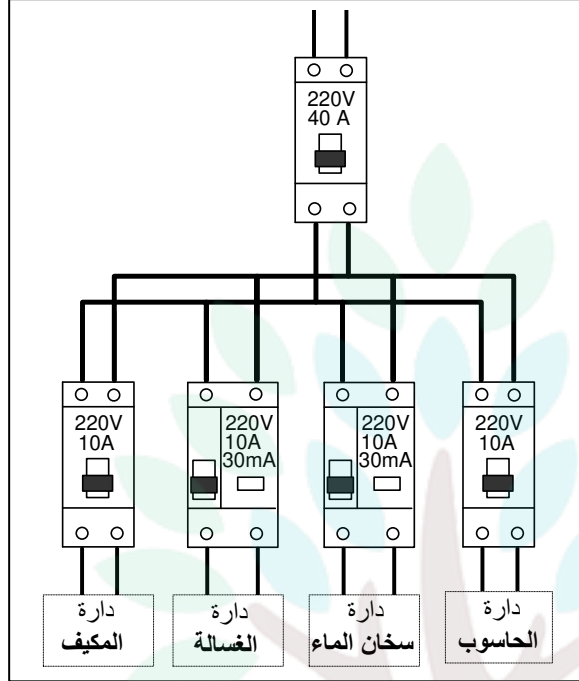 220V
40 A
220V
10A
220V
10A
30mA
220V
10A
30mA
220V
10A
دارة
المكيف
دارة
الغسالة
دارة
سخان الماء
دارة
الحاسوب